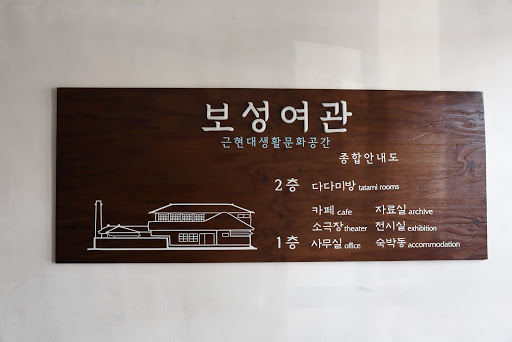 보성여관
근현대생활문화공간
종합안내도
2층 다다미방 tatami rooms
카페 cafe 자료실 archive
소극장 theater 전시실 exhibition
1층 사무실 office 숙박동 accommodation